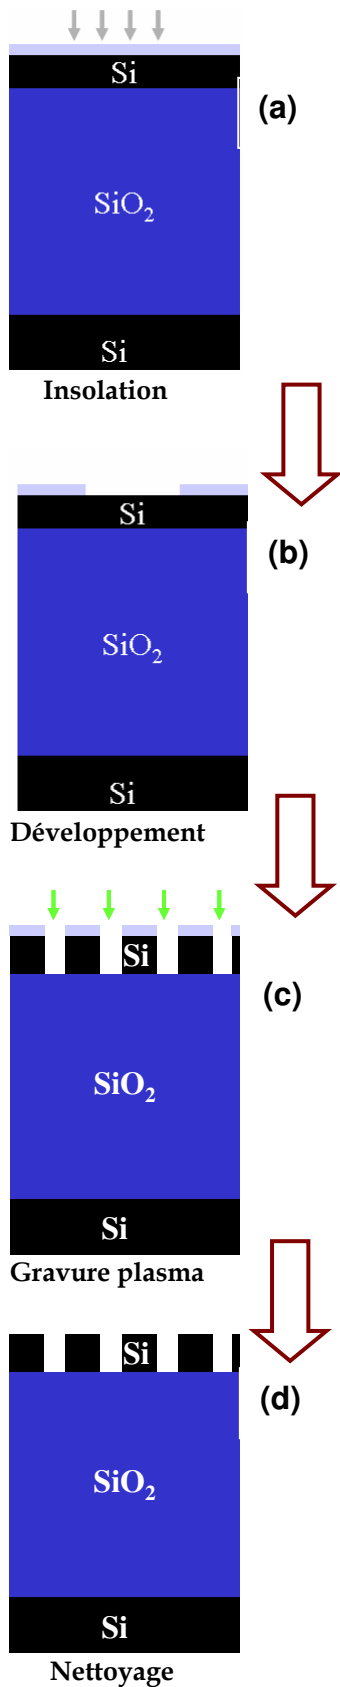 Si
(a)
SiO₂
Si
Insolation
Si
(b)
SiO₂
Si
Développement
Si
(c)
SiO₂
Si
Gravure plasma
Si
(d)
SiO₂
Si
Nettoyage